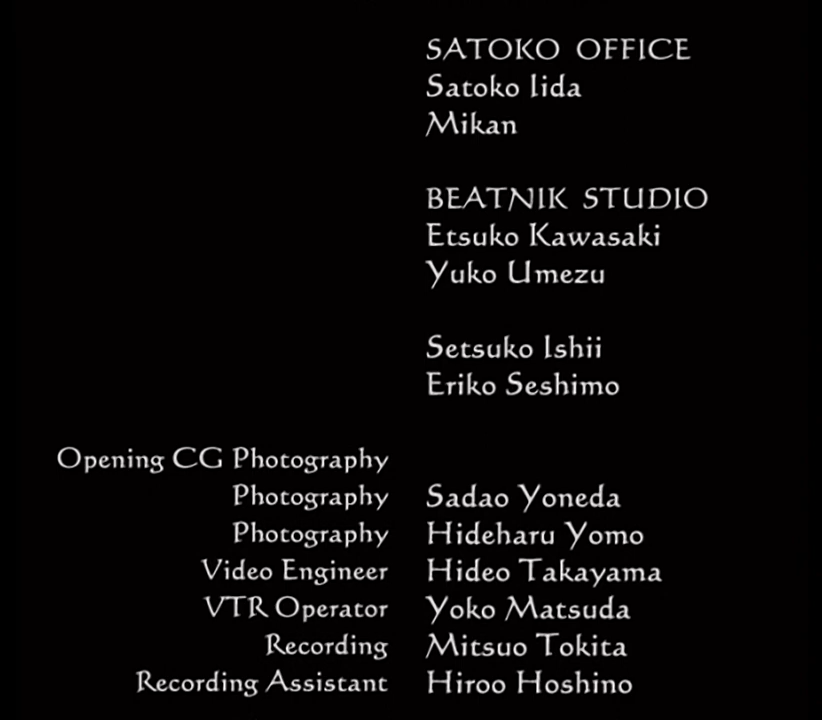 SATOKO OFFICE
Satoko Iida
Mikan
BEATNIK STUDIO
Etsuko Kawasaki
Yuko Umezu
Setsuko Ishii
Eriko Seshimo
Opening CG Photography
Photography Sadao Yoneda
Photography Hideharu Yomo
Video Engineer Hideo Takayama
VTR Operator Yoko Matsuda
Recording Mitsuo Tokita
Recording Assistant Hiroo Hoshino